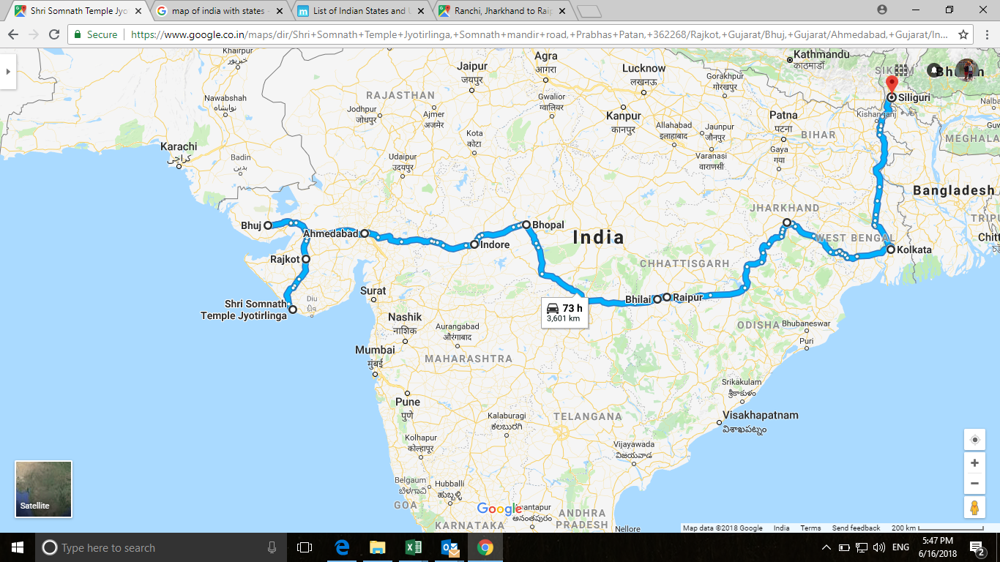 Shri Somnath Temple Jyo
map of india with states -
List of Indian States and U
Ranchi, Jharkhand to Raip
Secure
https://www.google.co.in/maps/dir/Shri+Somnath+Temple+Jyotirlinga,+Somnath+mandir+road,+Prabhas+Patan,+362268/Rajkot,+Gujarat/Bhuj,+Gujarat/Ahmedabad,+Gujarat/In...
Khairpur
خیرپور
Jaipur
जयपुर
Agra
आगरा
Lucknow
लखनऊ
Kathmandu
काठमाडौं
SIKKIM
Bhutan
Gorakhpur
गोरखपुर
Nawabshah
نوابشاه
RAJASTHAN
Gwalior
ग्वालियर
Siliguri
Nalba
Jodhpur
जोधपुर
Ajmer
अजमेर
Kanpur
कानपुर
Patna
पटना
Kishanganj
Allahabad
इलाहाबाद
Jaunpur
जौनपुर
BIHAR
Guw
MEGHALA
Karachi
كراچى
Kota
कोटा
Badin
بدین
Udaipur
उदयपुर
Varanasi
वाराणसी
Gaya
गया
Bangladesh
JHARKHAND
TRIPU
Bhuj
Ahmedabad
Bhopal
India
Indore
WEST BENGAL
Chitt
Kolkata
Rajkot
CHHATTISGARH
Surat
Diu
દીવ
Shri Somnath
Temple Jyotirlinga
Bhilai
Raipur
73 h
3,601 km
Nashik
नाशिक
Aurangabad
औरंगाबाद
ODISHA
Bhubaneswar
Puri
Mumbai
मुंबई
MAHARASHTRA
Srikakulam
శ్రీకాకుళం
Pune
पुणे
Kalaburagi
ಕಲಬುರಗಿ
TELANGANA
Visakhapatnam
విశాఖపట్నం
Kolhapur
कोल्हापूर
Vijayawada
విజయవాడ
Belgaum
ಬೆಳಗಾವಿ
Hubballi
ಹುಬ್ಬಳ್ಳಿ
GOA
Google
anantapur
అనంతపురం
ANDHRA
PRADESH
KARNATAKA
Nellore
Satellite
Map data ©2018 Google
India
Terms
Send feedback
200 km
Type here to search
ENG
5:47 PM
6/16/2018
2